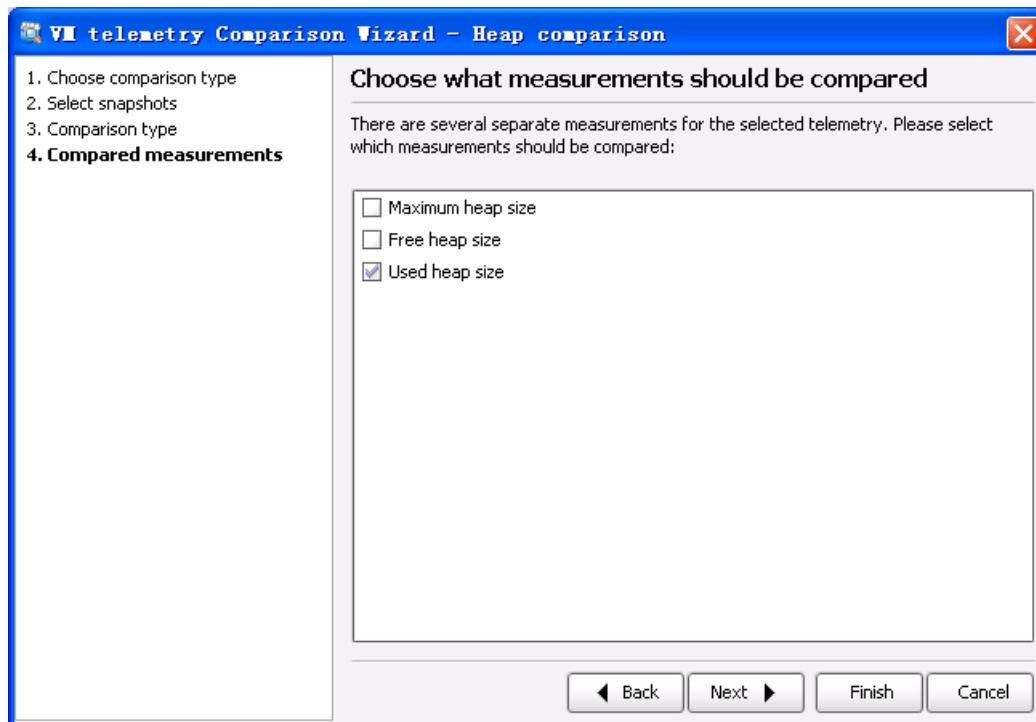 VM telemetry Comparison Wizard - Heap comparison
1. Choose comparison type
2. Select snapshots
3. Comparison type
4. Compared measurements
Choose what measurements should be compared
There are several separate measurements for the selected telemetry. Please select
which measurements should be compared:
Maximum heap size
Free heap size
Used heap size
Back
Next
Finish
Cancel